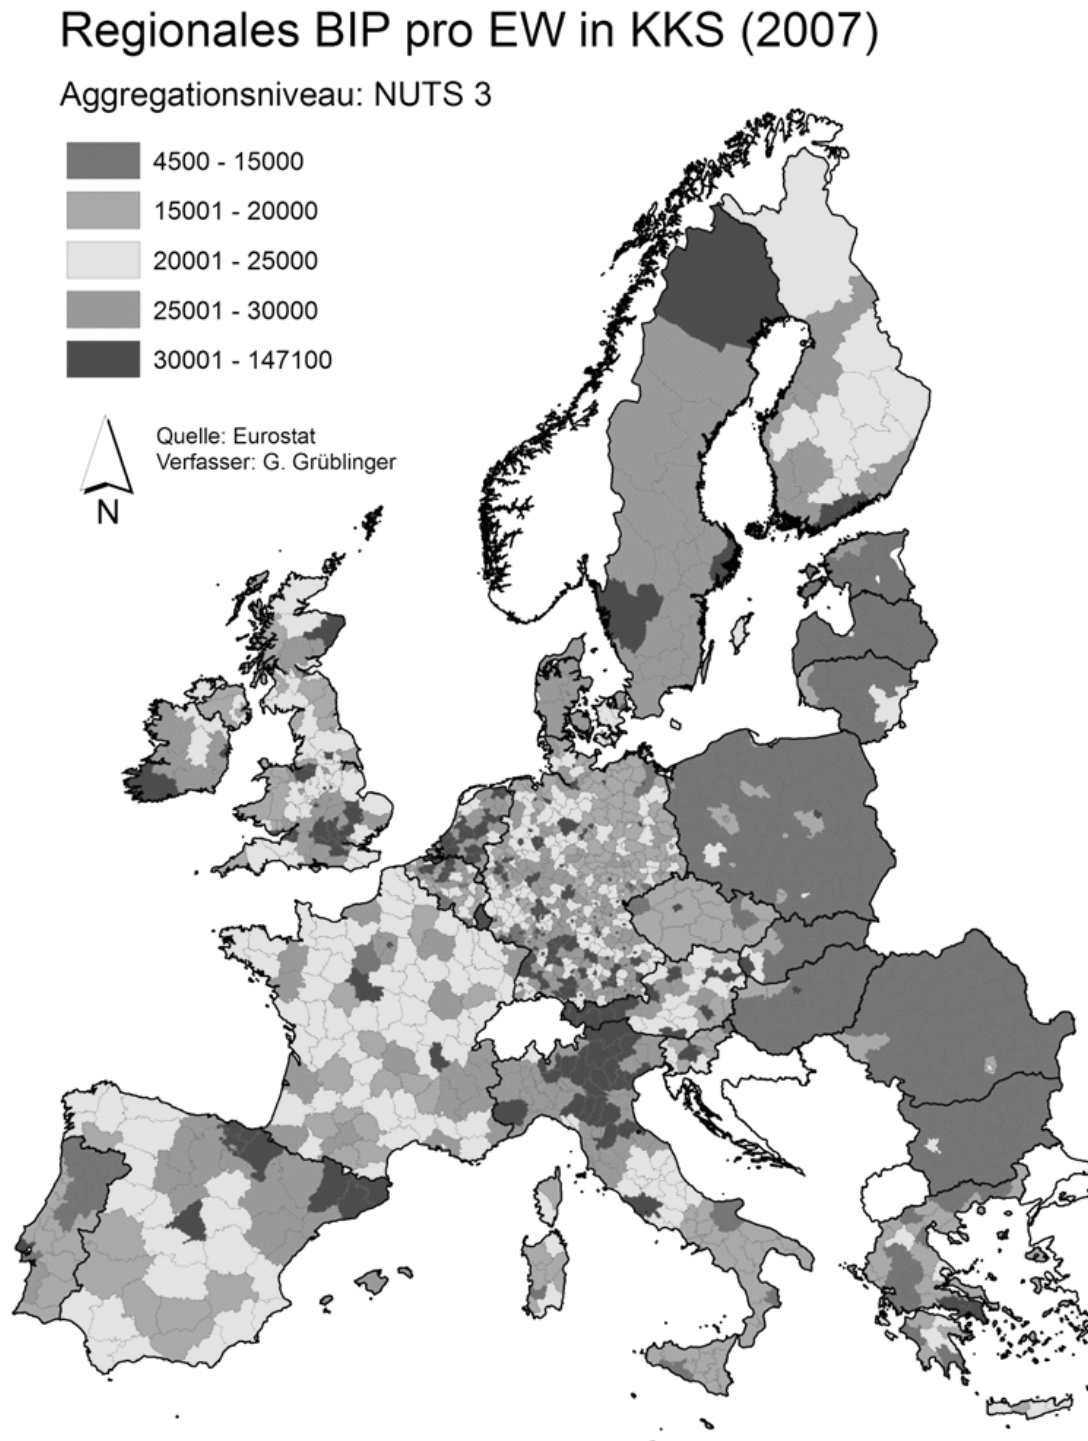 Regionales BIP pro EW in KKS (2007)
Aggregationsniveau: NUTS 3
4500 - 15000
15001 - 20000
20001 - 25000
25001 - 30000
30001 - 147100
Quelle: Eurostat
Verfasser: G. Grüblinger
N